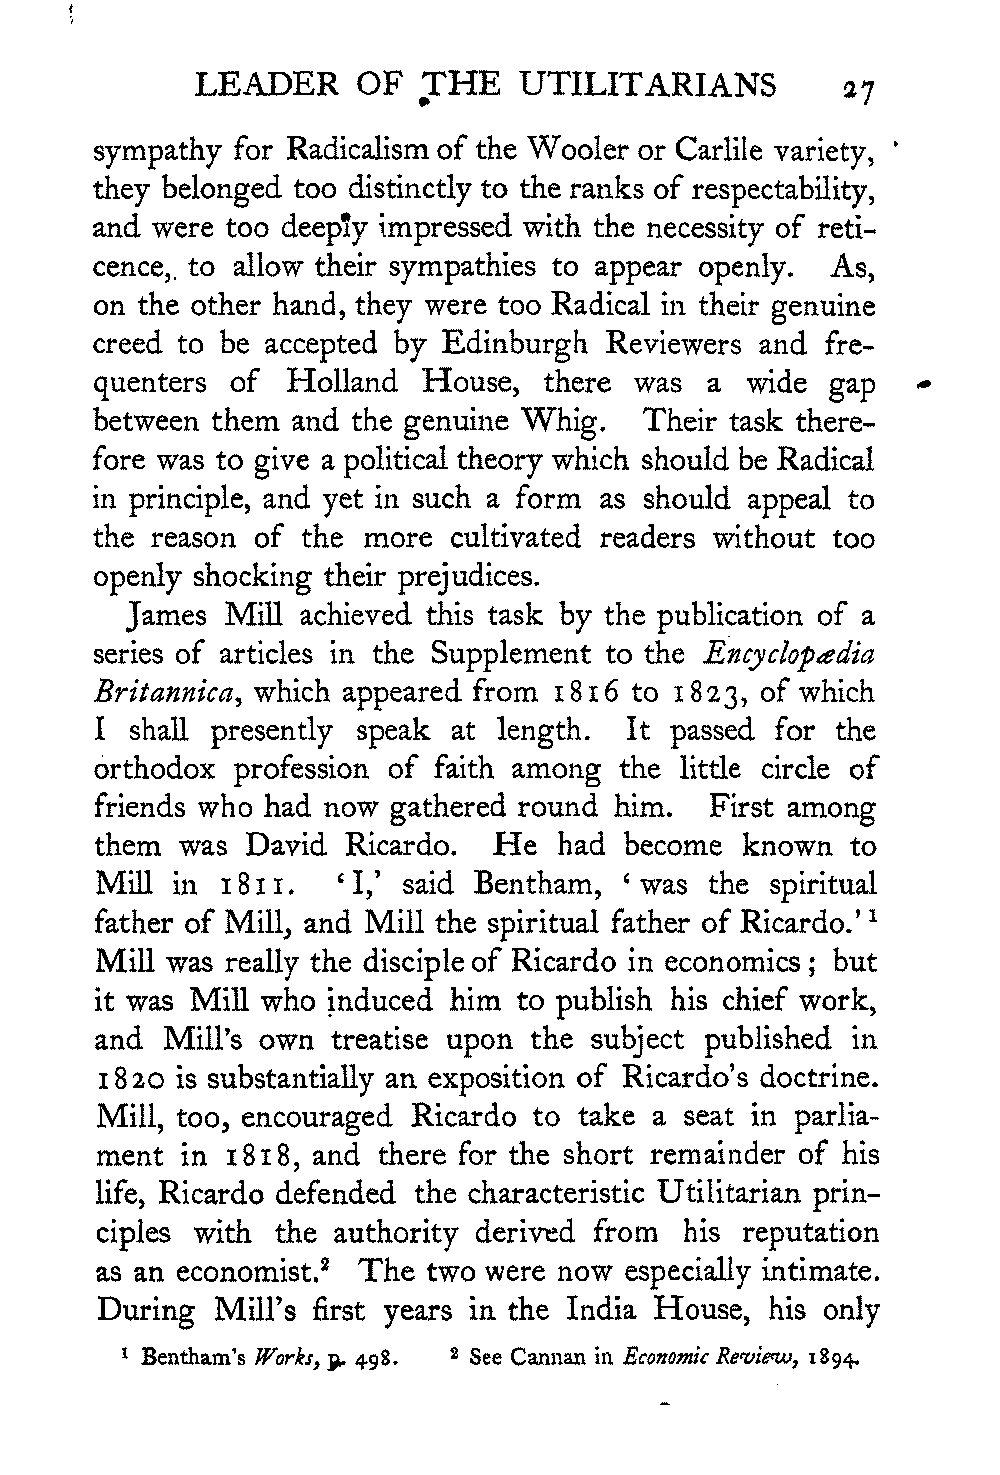 LEADER OF THE UTILITARIANS 27
sympathy for Radicalism of the Wooler or Carlile variety,
they belonged too distinctly to the ranks of respectability,
and were too deeply impressed with the necessity of reti-
cence, to allow their sympathies to appear openly. As,
on the other hand, they were too Radical in their genuine
creed to be accepted by Edinburgh Reviewers and fre-
quenters of Holland House, there was a wide gap
between them and the genuine Whig. Their task there-
fore was to give a political theory which should be Radical
in principle, and yet in such a form as should appeal to
the reason of the more cultivated readers without too
openly shocking their prejudices.
James Mill achieved this task by the publication of a
series of articles in the Supplement to the Encyclopædia
Britannica, which appeared from 1816 to 1823, of which
I shall presently speak at length. It passed for the
orthodox profession of faith among the little circle of
friends who had now gathered round him. First among
them was David Ricardo. He had become known to
Mill in 1811. ‘I,’ said Bentham, ‘was the spiritual
father of Mill, and Mill the spiritual father of Ricardo.’ ¹
Mill was really the disciple of Ricardo in economics; but
it was Mill who induced him to publish his chief work,
and Mill's own treatise upon the subject published in
1820 is substantially an exposition of Ricardo's doctrine.
Mill, too, encouraged Ricardo to take a seat in parlia-
ment in 1818, and there for the short remainder of his
life, Ricardo defended the characteristic Utilitarian prin-
ciples with the authority derived from his reputation
as an economist.² The two were now especially intimate.
During Mill's first years in the India House, his only
¹ Bentham's Works, p. 498. ² See Cannan in Economic Review, 1894.